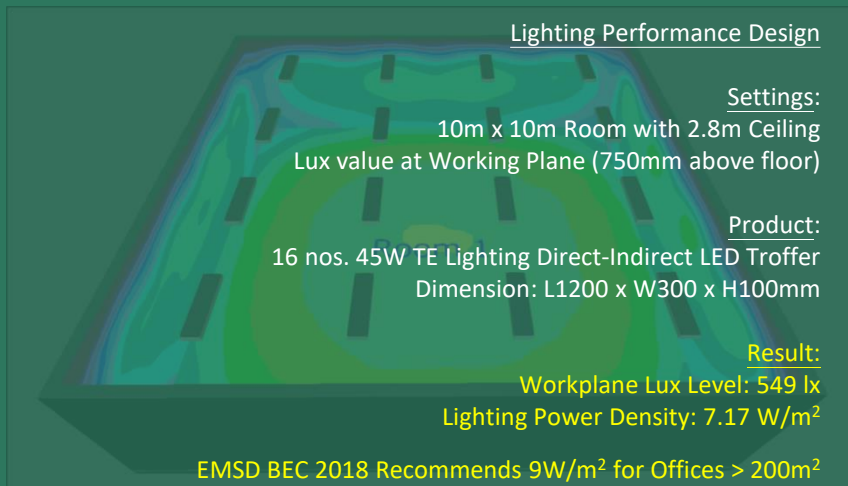 Lighting Performance Design
Settings:
10m x 10m Room with 2.8m Ceiling
Lux value at Working Plane (750mm above floor)
Product:
16 nos. 45W TE Lighting Direct-Indirect LED Troffer
Dimension: L1200 x W300 x H100mm
Result:
Workplane Lux Level: 549 lx
Lighting Power Density: 7.17 W/m²
EMSD BEC 2018 Recommends 9W/m² for Offices > 200m²